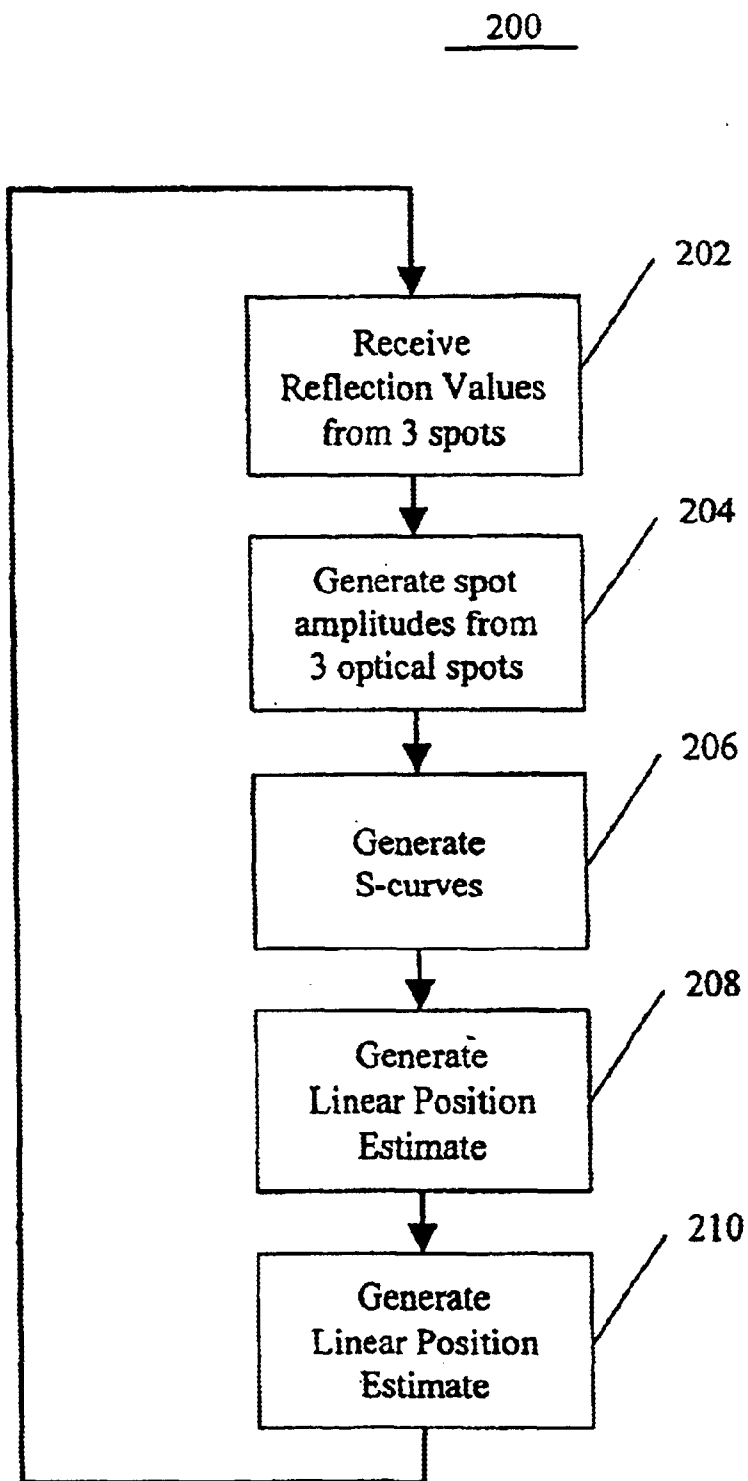 200
202
Receive
Reflection Values
from 3 spots
204
Generate spot
amplitudes from
3 optical spots
206
Generate
S-curves
208
Generate
Linear Position
Estimate
210
Generate
Linear Position
Estimate